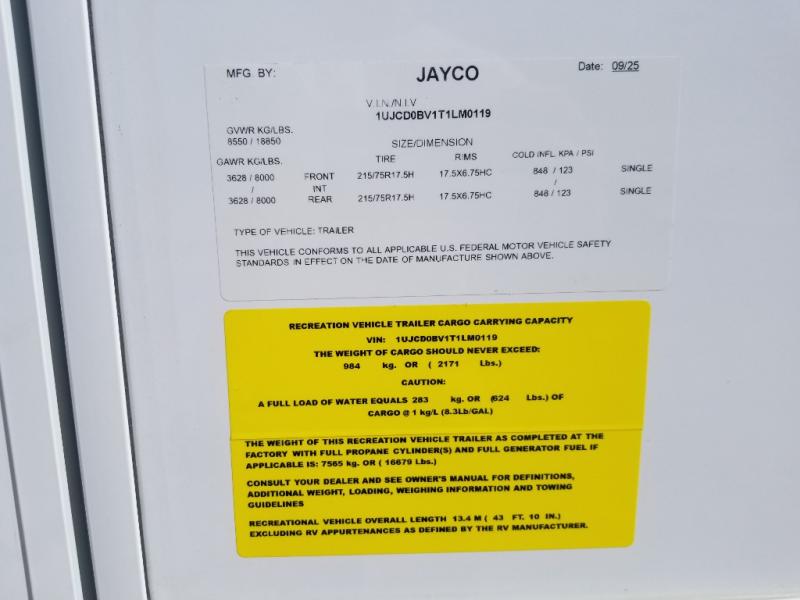 MFG. BY: JAYCO Date: 09/25
V.I.N./N.I.V
1UJCD0BV1T1LM0119
GVWR KG/LBS.
8550 / 18850
SIZE/DIMENSION
GAWR KG/LBS. TIRE RIMS COLD INFL. KPA / PSI
3628 / 8000 FRONT 215/75R17.5H 17.5X6.75HC 848 / 123 SINGLE
/ INT /
3628 / 8000 REAR 215/75R17.5H 17.5X6.75HC 848 / 123 SINGLE
TYPE OF VEHICLE: TRAILER
THIS VEHICLE CONFORMS TO ALL APPLICABLE U.S. FEDERAL MOTOR VEHICLE SAFETY
STANDARDS IN EFFECT ON THE DATE OF MANUFACTURE SHOWN ABOVE.
RECREATION VEHICLE TRAILER CARGO CARRYING CAPACITY
VIN: 1UJCD0BV1T1LM0119
THE WEIGHT OF CARGO SHOULD NEVER EXCEED:
984 kg. OR ( 2171 Lbs.)
CAUTION:
A FULL LOAD OF WATER EQUALS 283 kg. OR (624 Lbs.) OF
CARGO @ 1 kg/L (8.3Lb/GAL)
THE WEIGHT OF THIS RECREATION VEHICLE TRAILER AS COMPLETED AT THE
FACTORY WITH FULL PROPANE CYLINDER(S) AND FULL GENERATOR FUEL IF
APPLICABLE IS: 7565 kg. OR ( 16679 Lbs.)
CONSULT YOUR DEALER AND SEE OWNER'S MANUAL FOR DEFINITIONS,
ADDITIONAL WEIGHT, LOADING, WEIGHING INFORMATION AND TOWING
GUIDELINES
RECREATIONAL VEHICLE OVERALL LENGTH 13.4 M ( 43 FT. 10 IN.)
EXCLUDING RV APPURTENANCES AS DEFINED BY THE RV MANUFACTURER.